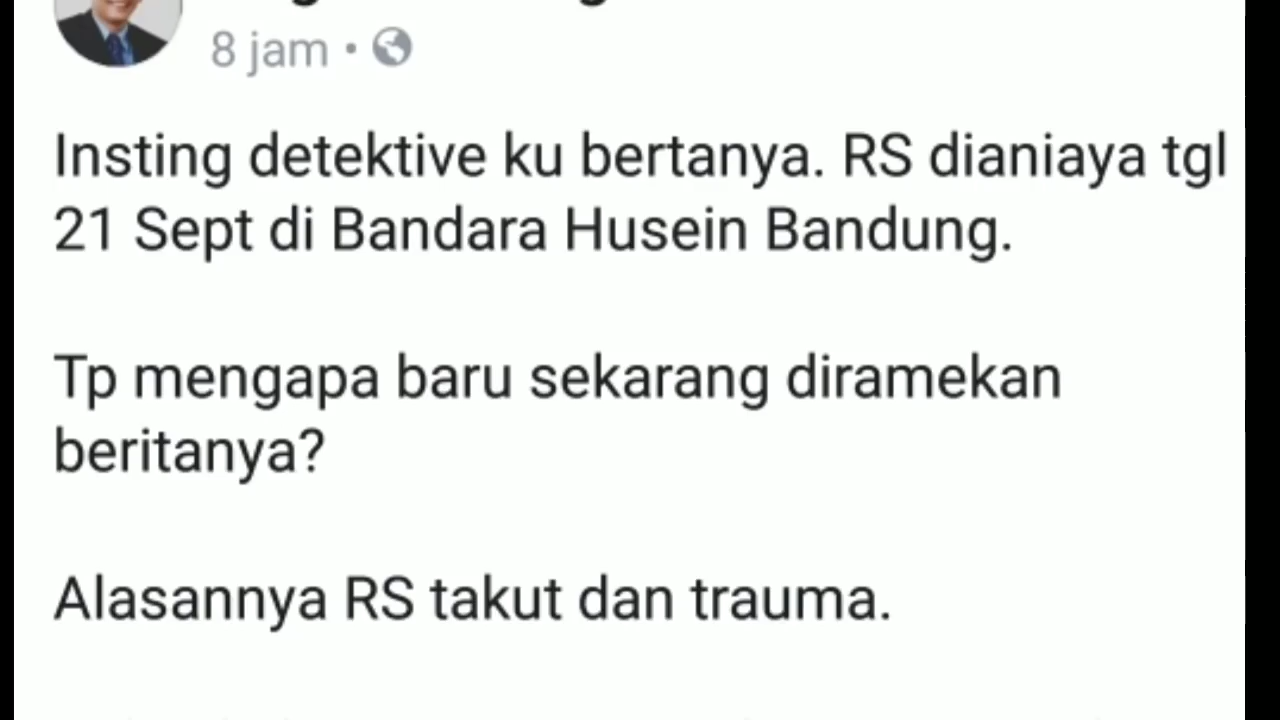 8 jam •
Insting detektive ku bertanya. RS dianiaya tgl
21 Sept di Bandara Husein Bandung.
Tp mengapa baru sekarang diramekan
beritanya?
Alasannya RS takut dan trauma.